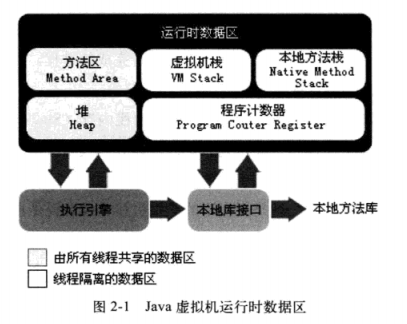 运行时数据区
方法区
Method Area
虚拟机栈
VM Stack
本地方法栈
Native Method
Stack
堆
Heap
程序计数器
Program Couter Register
执行引擎
本地库接口
本地方法库
由所有线程共享的数据区
线程隔离的数据区
图 2-1 Java 虚拟机运行时数据区